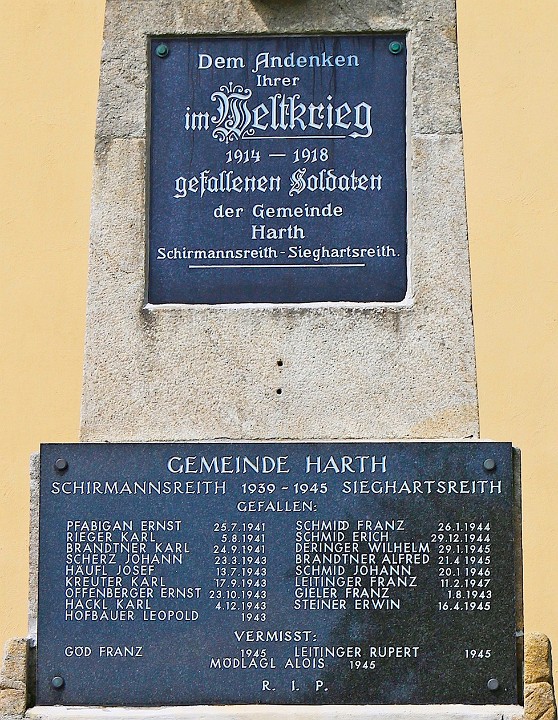 Dem Andenken
Ihrer
im Weltkrieg
1914 – 1918
gefallenen Soldaten
der Gemeinde
Harth
Schirmannsreith - Sieghartsreith.
GEMEINDE HARTH
SCHIRMANNSREITH 1939 - 1945 SIEGHARTSREITH
GEFALLEN:
PFABIGAN ERNST 25.7.1941 SCHMID FRANZ 26.1.1944
RIEGER KARL 5.8.1941 SCHMID ERICH 29.12.1944
BRANDTNER KARL 24.9.1941 DERINGER WILHELM 29.1.1945
SCHERZ JOHANN 23.3.1943 BRANDTNER ALFRED 21.4.1945
HAUFL JOSEF 13.7.1943 SCHMID JOHANN 20.1.1946
KREUTER KARL 17.9.1943 LEITINGER FRANZ 11.2.1947
OFFENBERGER ERNST 23.10.1943 GIELER FRANZ 1.8.1943
HACKL KARL 4.12.1943 STEINER ERWIN 16.4.1945
HOFBAUER LEOPOLD 1943
VERMISST:
GÖD FRANZ 1945 LEITINGER RUPERT 1945
MÖDLAGL ALOIS 1945
R. I. P.